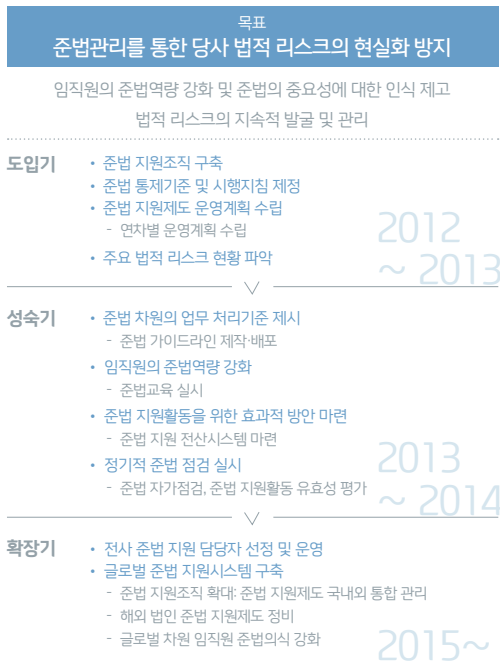 목표
준법관리를 통한 당사 법적 리스크의 현실화 방지
임직원의 준법역량 강화 및 준법의 중요성에 대한 인식 제고
법적 리스크의 지속적 발굴 및 관리
도입기
• 준법 지원조직 구축
• 준법 통제기준 및 시행지침 제정
• 준법 지원제도 운영계획 수립
- 연차별 운영계획 수립
• 주요 법적 리스크 현황 파악
2012
~ 2013
성숙기
• 준법 차원의 업무 처리기준 제시
- 준법 가이드라인 제작·배포
• 임직원의 준법역량 강화
- 준법교육 실시
• 준법 지원활동을 위한 효과적 방안 마련
- 준법 지원 전산시스템 마련
• 정기적 준법 점검 실시
- 준법 자가점검, 준법 지원활동 유효성 평가
2013
~ 2014
확장기
• 전사 준법 지원 담당자 선정 및 운영
• 글로벌 준법 지원시스템 구축
- 준법 지원조직 확대: 준법 지원제도 국내외 통합 관리
- 해외 법인 준법 지원제도 정비
- 글로벌 차원 임직원 준법의식 강화
2015~